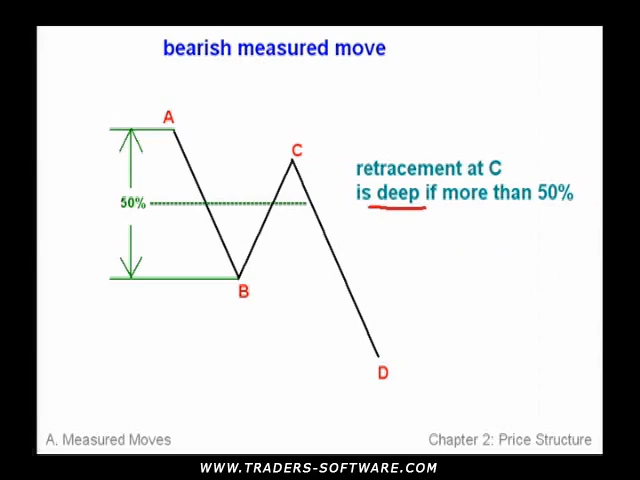 bearish measured move
A
C
retracement at C
is deep if more than 50%
50%
B
D
A. Measured Moves
Chapter 2: Price Structure
WWW.TRADERS-SOFTWARE.COM